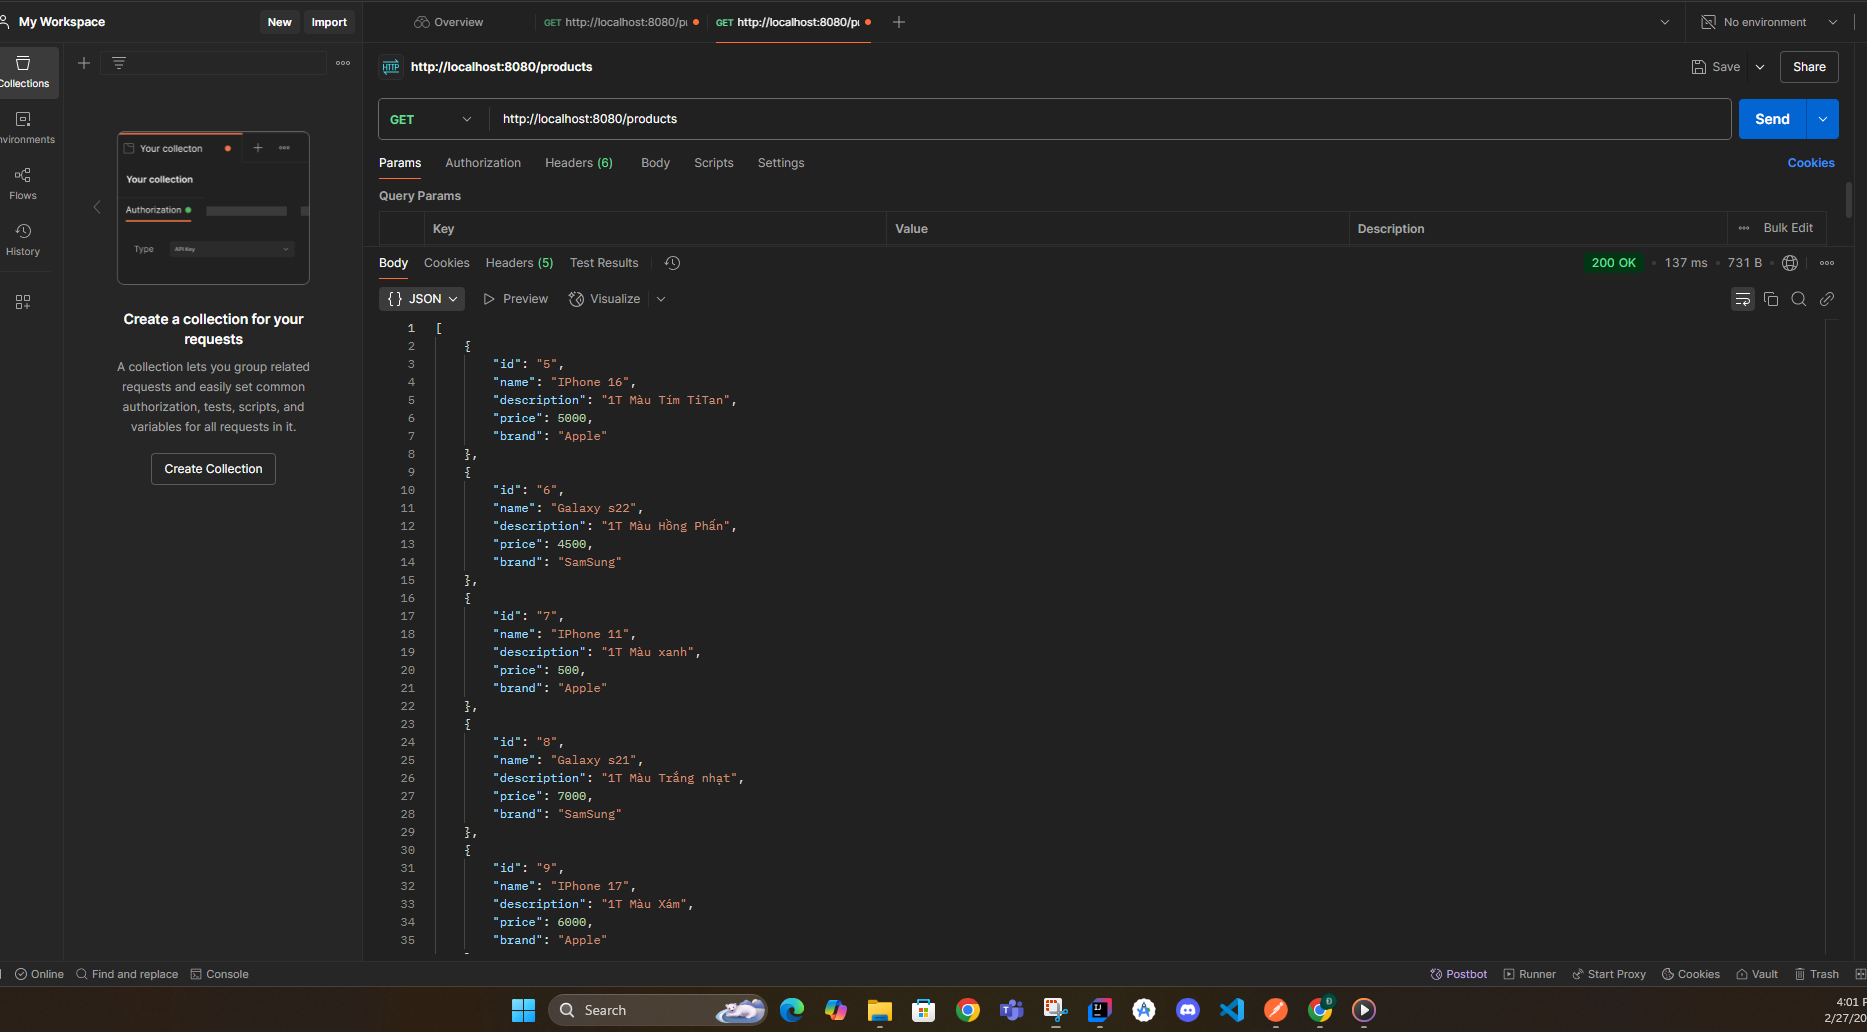 My Workspace
New
Import
Overview
GET http://localhost:8080/pr
GET http://localhost:8080/pr
No environment
Collections
Environments
Flows
History
Your collecton
Your collection
Authorization
Type
API Key
Create a collection for your
requests
A collection lets you group related
requests and easily set common
authorization, tests, scripts, and
variables for all requests in it.
Create Collection
HTTP http://localhost:8080/products
Save
Share
GET
http://localhost:8080/products
Send
Params
Authorization
Headers (6)
Body
Scripts
Settings
Cookies
Query Params
Key
Value
Description
Bulk Edit
Body
Cookies
Headers (5)
Test Results
200 OK
137 ms
731 B
{} JSON
Preview
Visualize
1 [
2 {
3 "id": "5",
4 "name": "IPhone 16",
5 "description": "1T Màu Tím TiTan",
6 "price": 5000,
7 "brand": "Apple"
8 },
9 {
10 "id": "6",
11 "name": "Galaxy s22",
12 "description": "1T Màu Hồng Phấn",
13 "price": 4500,
14 "brand": "SamSung"
15 },
16 {
17 "id": "7",
18 "name": "IPhone 11",
19 "description": "1T Màu xanh",
20 "price": 500,
21 "brand": "Apple"
22 },
23 {
24 "id": "8",
25 "name": "Galaxy s21",
26 "description": "1T Màu Trắng nhạt",
27 "price": 7000,
28 "brand": "SamSung"
29 },
30 {
31 "id": "9",
32 "name": "IPhone 17",
33 "description": "1T Màu Xám",
34 "price": 6000,
35 "brand": "Apple"
Online
Find and replace
Console
Postbot
Runner
Start Proxy
Cookies
Vault
Trash
Search
4:01 P
2/27/20